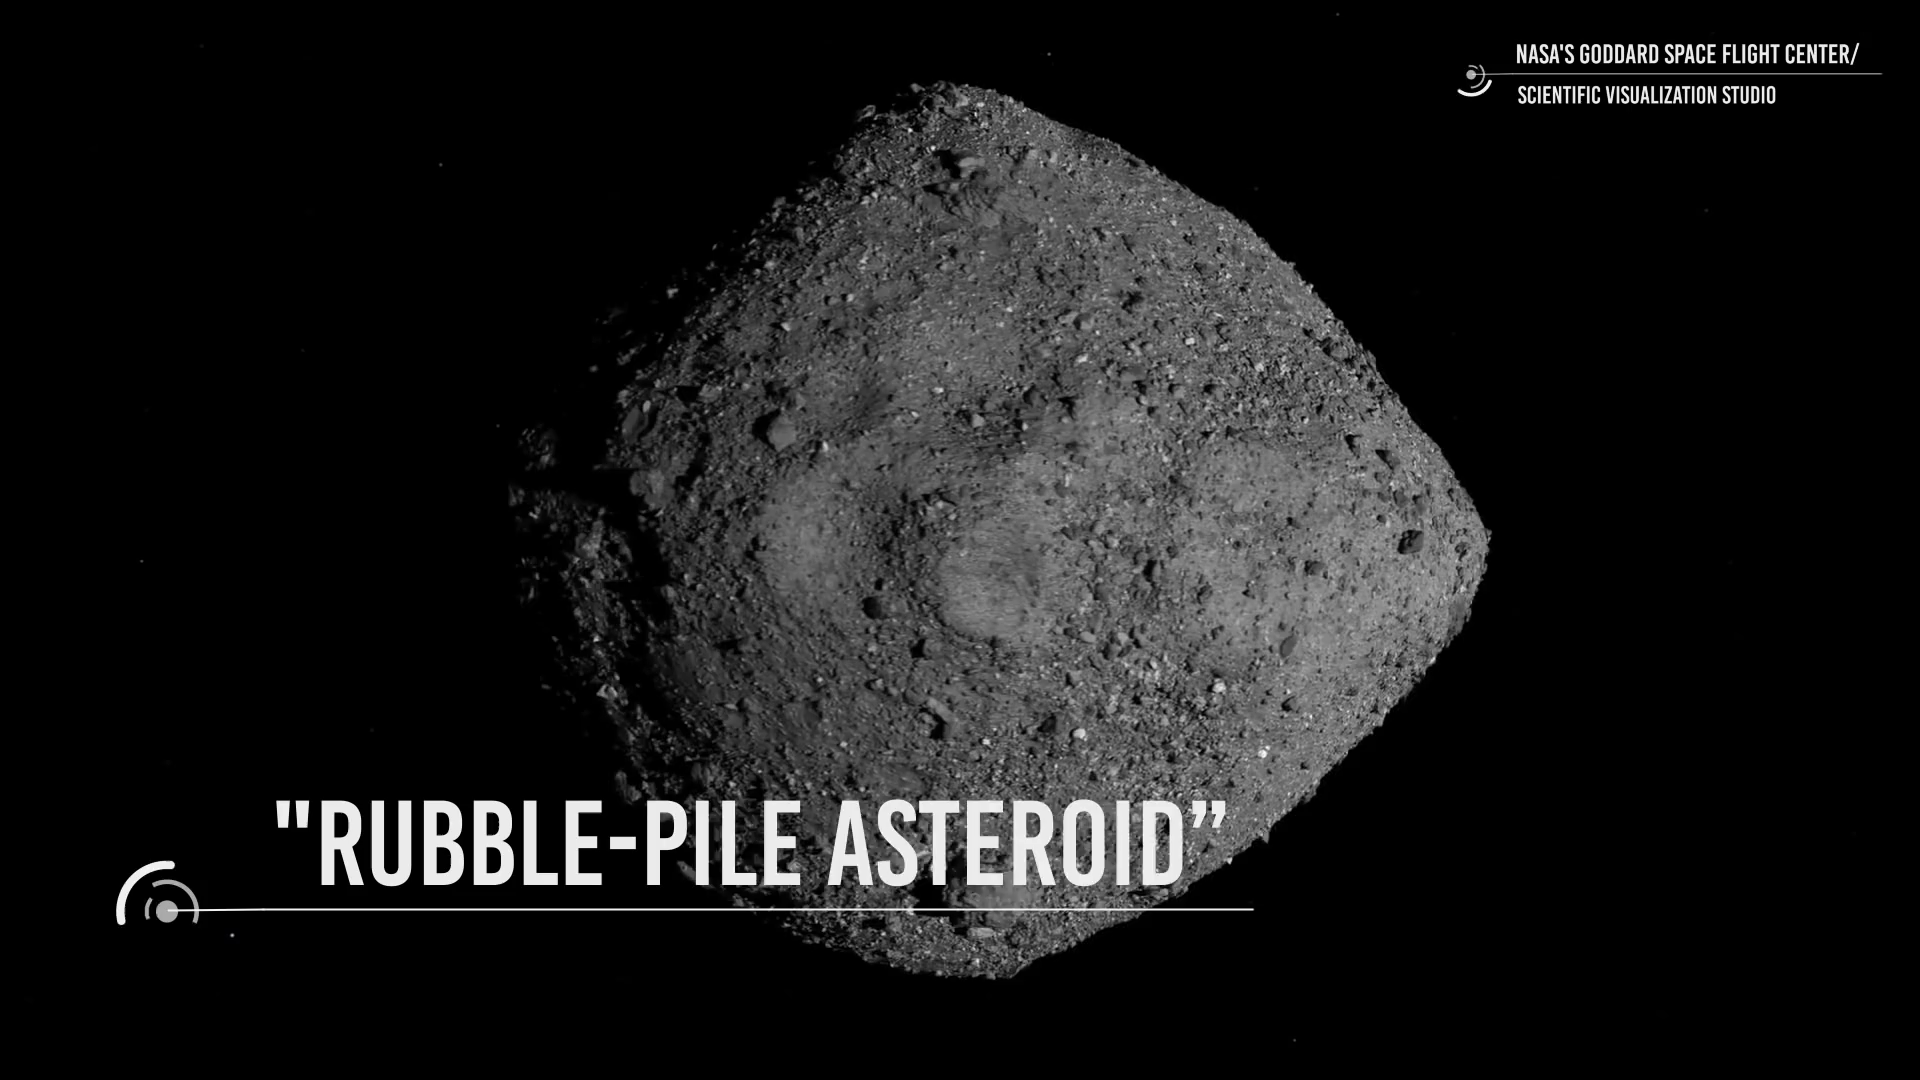 NASA'S GODDARD SPACE FLIGHT CENTER/
SCIENTIFIC VISUALIZATION STUDIO
"RUBBLE-PILE ASTEROID”